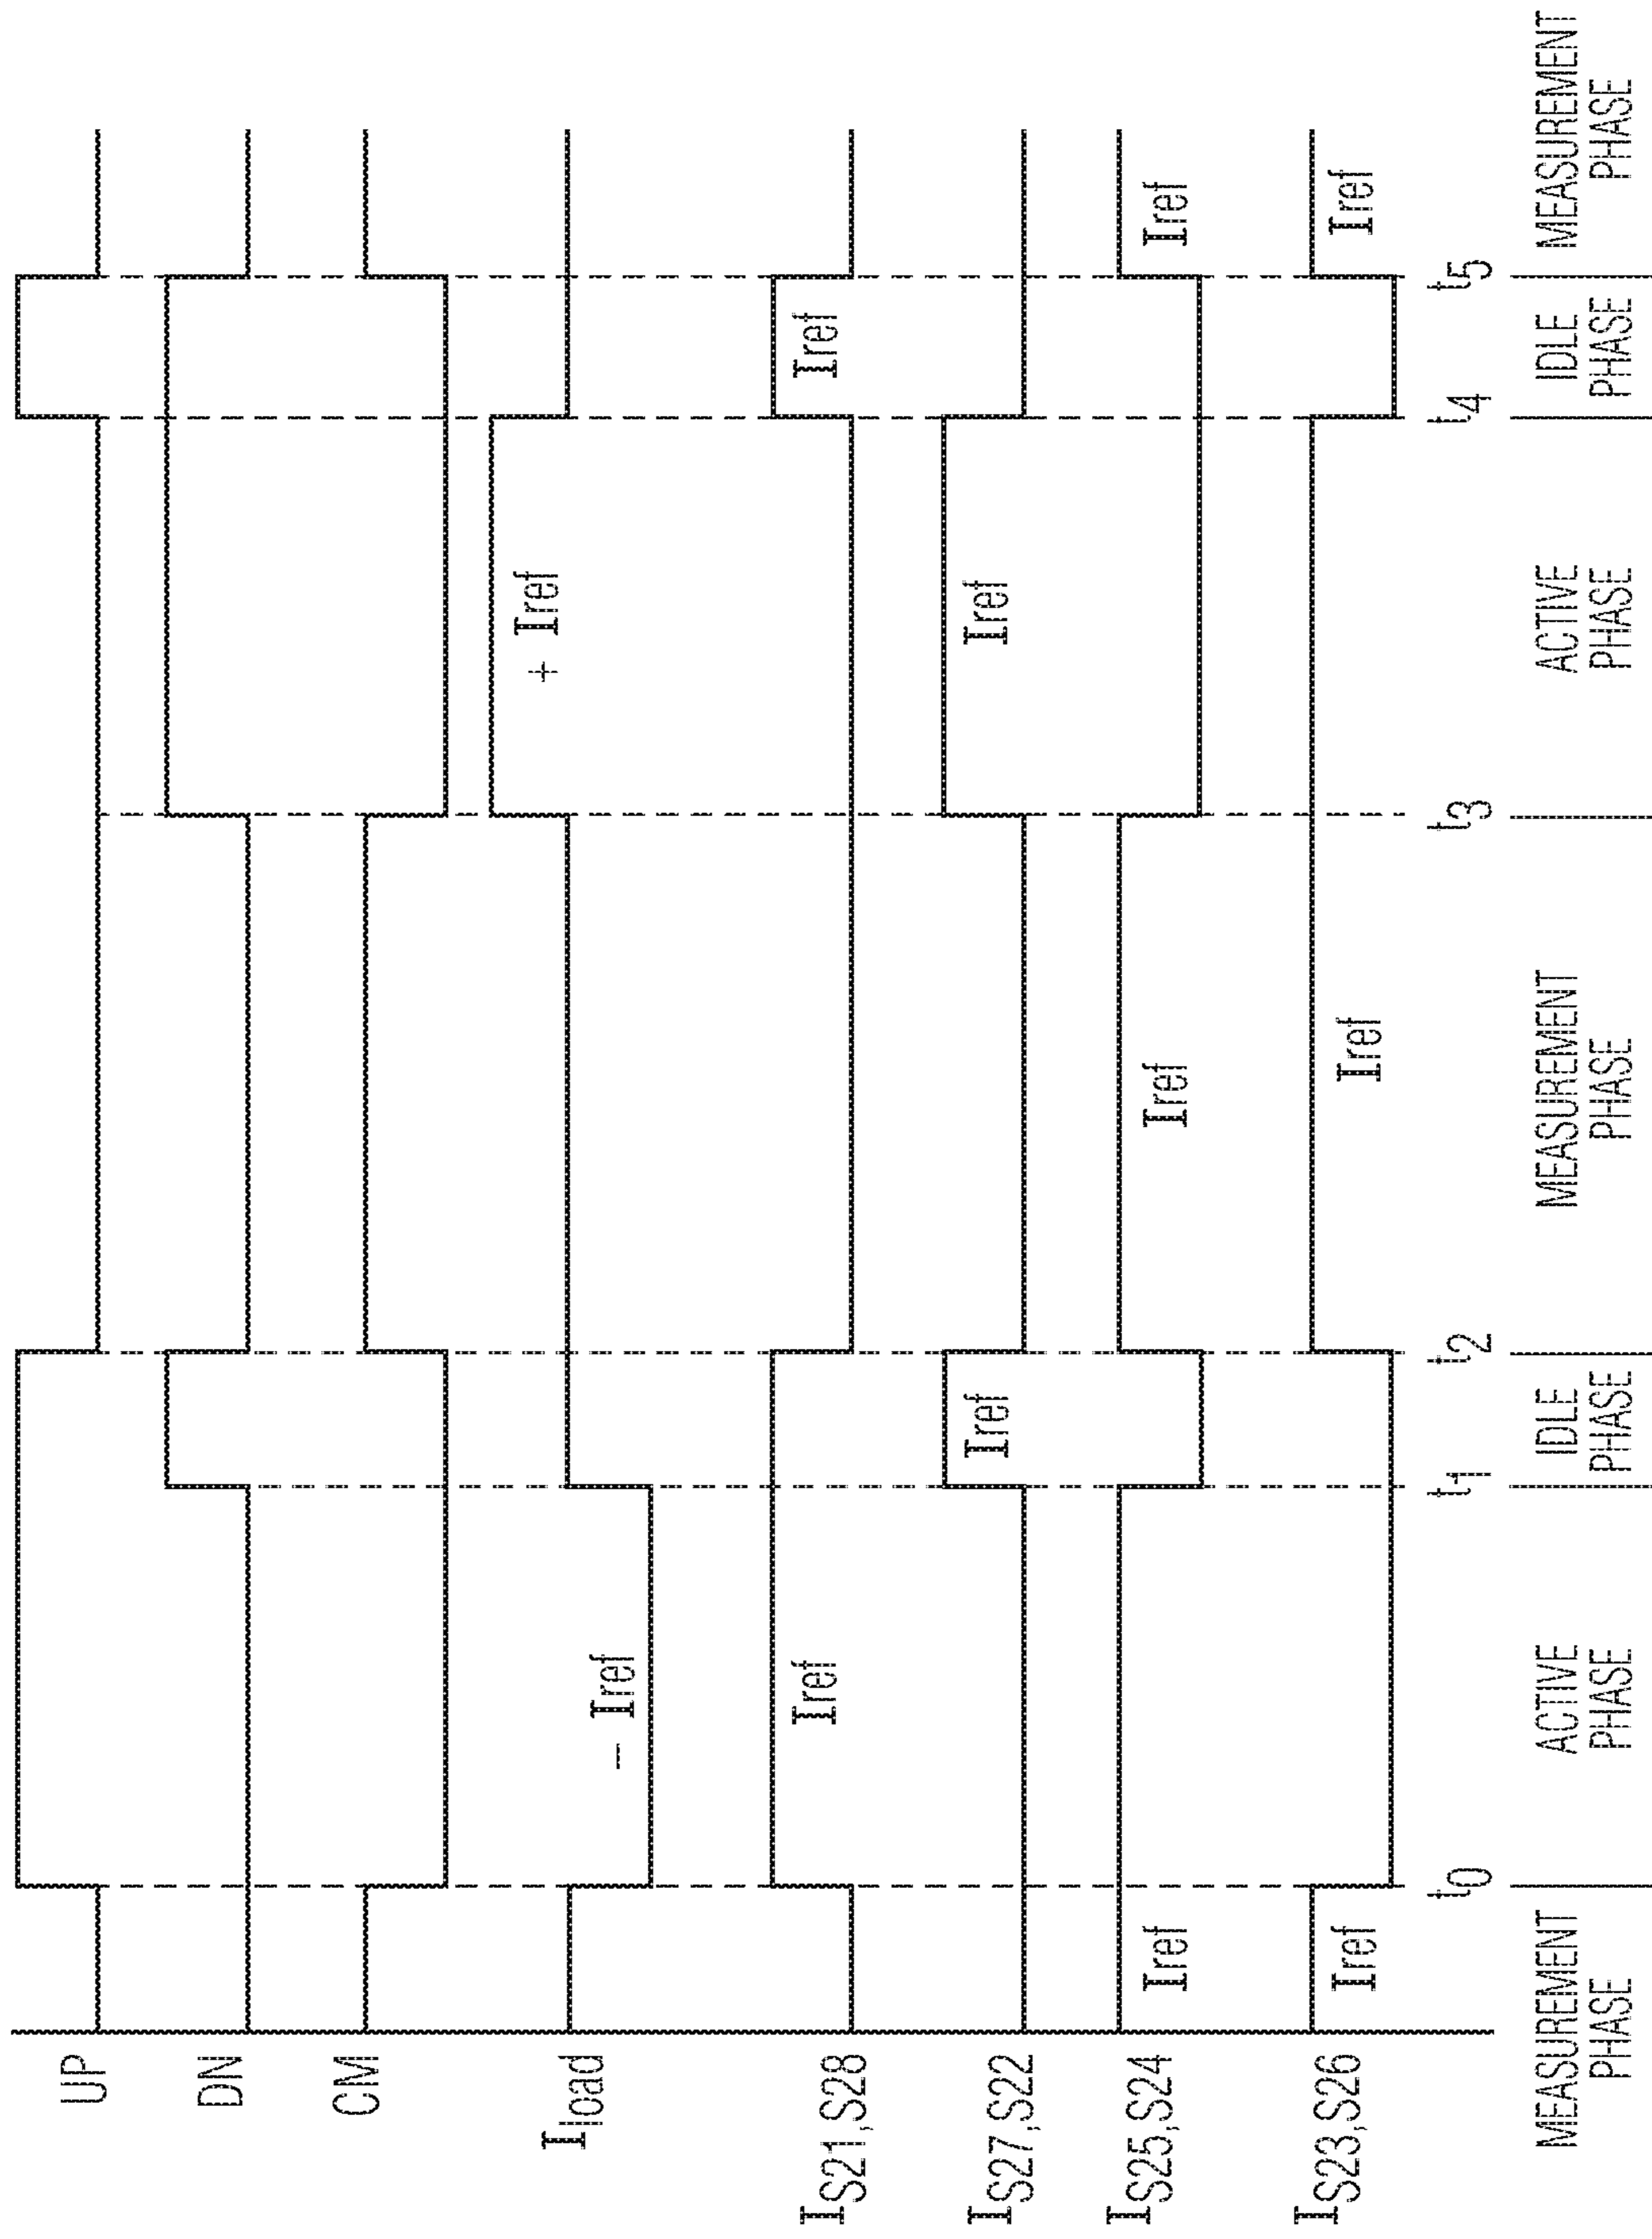 UP
DN
CM
Iload
+ Iref
− Iref
IS21,S28
Iref
Iref
IS27,S22
Iref
Iref
IS25,S24
Iref
Iref
Iref
IS23,S26
Iref
Iref
Iref
t0
t1
t2
t3
t4
t5
MEASUREMENT
PHASE
ACTIVE
PHASE
IDLE
PHASE
MEASUREMENT
PHASE
ACTIVE
PHASE
IDLE
PHASE
MEASUREMENT
PHASE